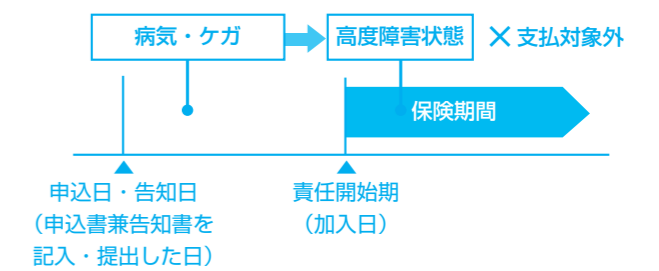 病気・ケガ
高度障害状態
× 支払対象外
保険期間
申込日・告知日
（申込書兼告知書を
記入・提出した日）
責任開始期
（加入日）